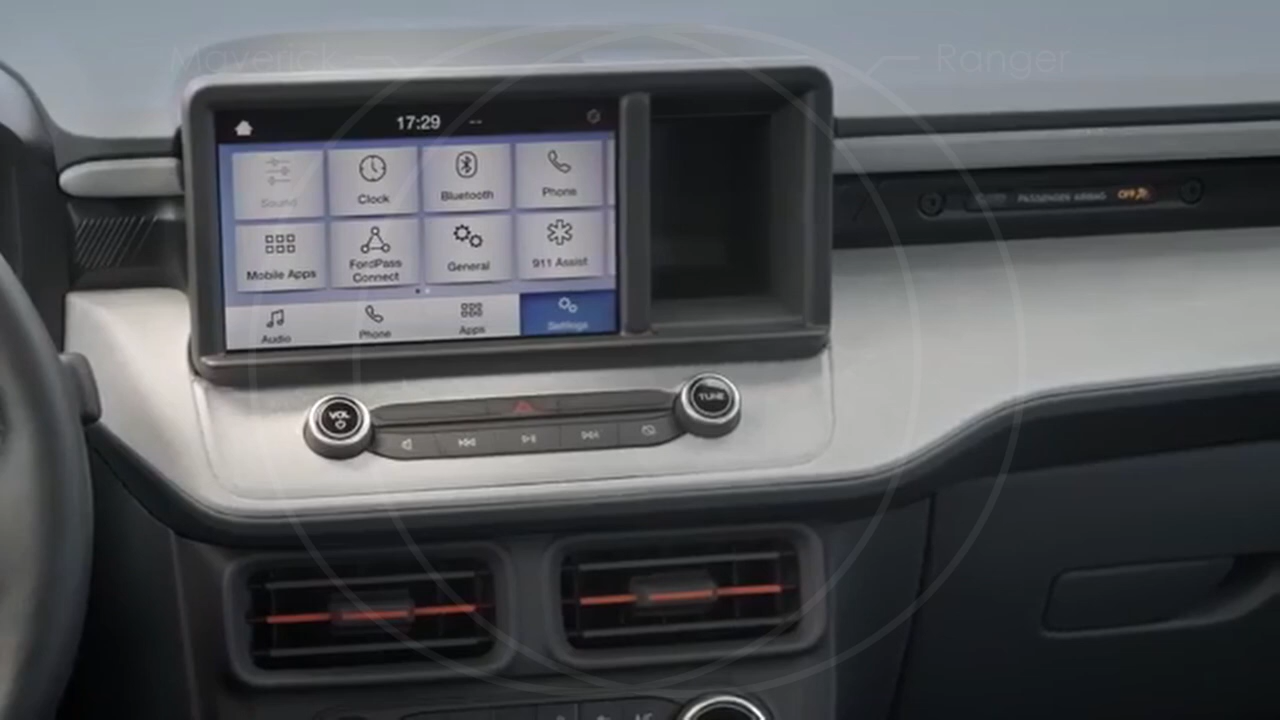 Maverick
Ranger
17:29
Sound
Clock
Bluetooth
Phone
Mobile Apps
FordPass
Connect
General
911 Assist
Audio
Phone
Apps
Settings
PASSENGER AIRBAG OFF
VOL
TUNE